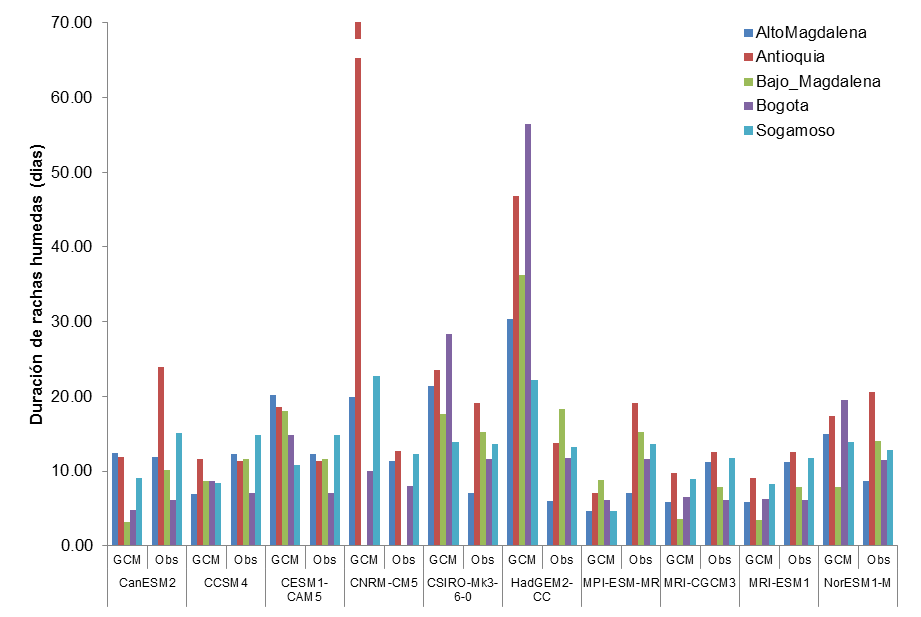 70.00
60.00
50.00
40.00
30.00
20.00
10.00
0.00
Duración de rachas humedas (dias)
AltoMagdalena
Antioquia
Bajo_Magdalena
Bogota
Sogamoso
GCM Obs GCM Obs GCM Obs GCM Obs GCM Obs GCM Obs GCM Obs GCM Obs GCM Obs GCM Obs
CanESM2 CCSM4 CESM1- CNRM-CM5 CSIRO-Mk3- HadGEM2- MPI-ESM-MR MRI-CGCM3 MRI-ESM1 NorESM1-M
CAM5 6-0 CC